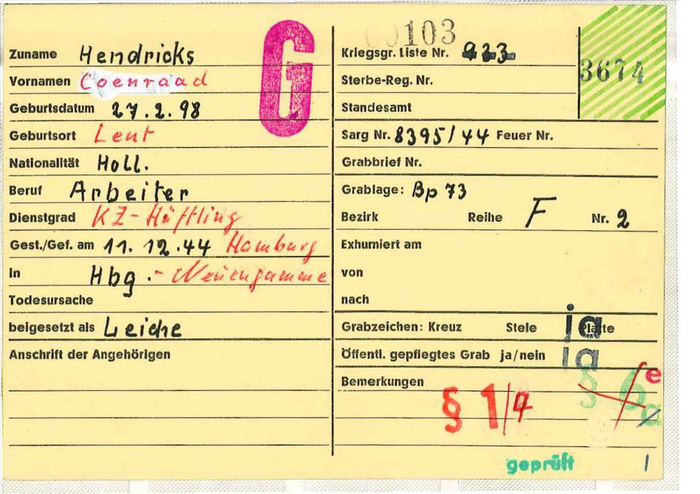 Zuname Hendricks
Vornamen Coenraad
Geburtsdatum 27.2.98
Geburtsort Lent
Nationalität Holl.
Beruf Arbeiter
Dienstgrad KZ-Häftling
Gest./Gef. am 11.12.44 Hamburg
in Hbg.- Neuengamme
Todesursache
beigesetzt als Leiche
Anschrift der Angehörigen
G
103
Kriegsgr. Liste Nr. 933
3674
Sterbe-Reg. Nr.
Standesamt
Sarg Nr. 8395/44 Feuer Nr.
Grabbrief Nr.
Grablage: Bp 73
Bezirk Reihe F Nr. 2
Exhumiert am
von
nach
Grabzeichen: Kreuz Stele Platte ja
Öffentl. gepflegtes Grab ja/nein ja
Bemerkungen
§ 1/4 § 6 e
a
geprüft